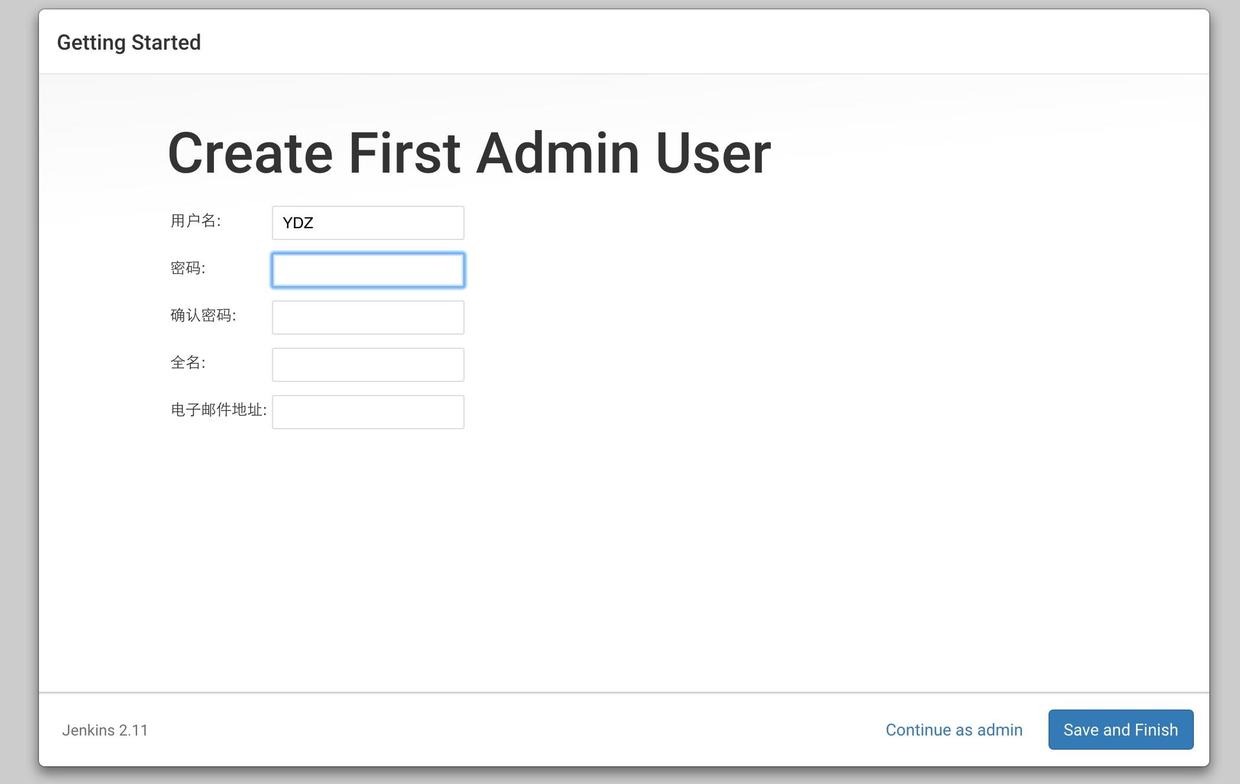 Getting Started
Create First Admin User
用户名: YDZ
密码:
确认密码:
全名:
电子邮件地址:
Jenkins 2.11 Continue as admin Save and Finish